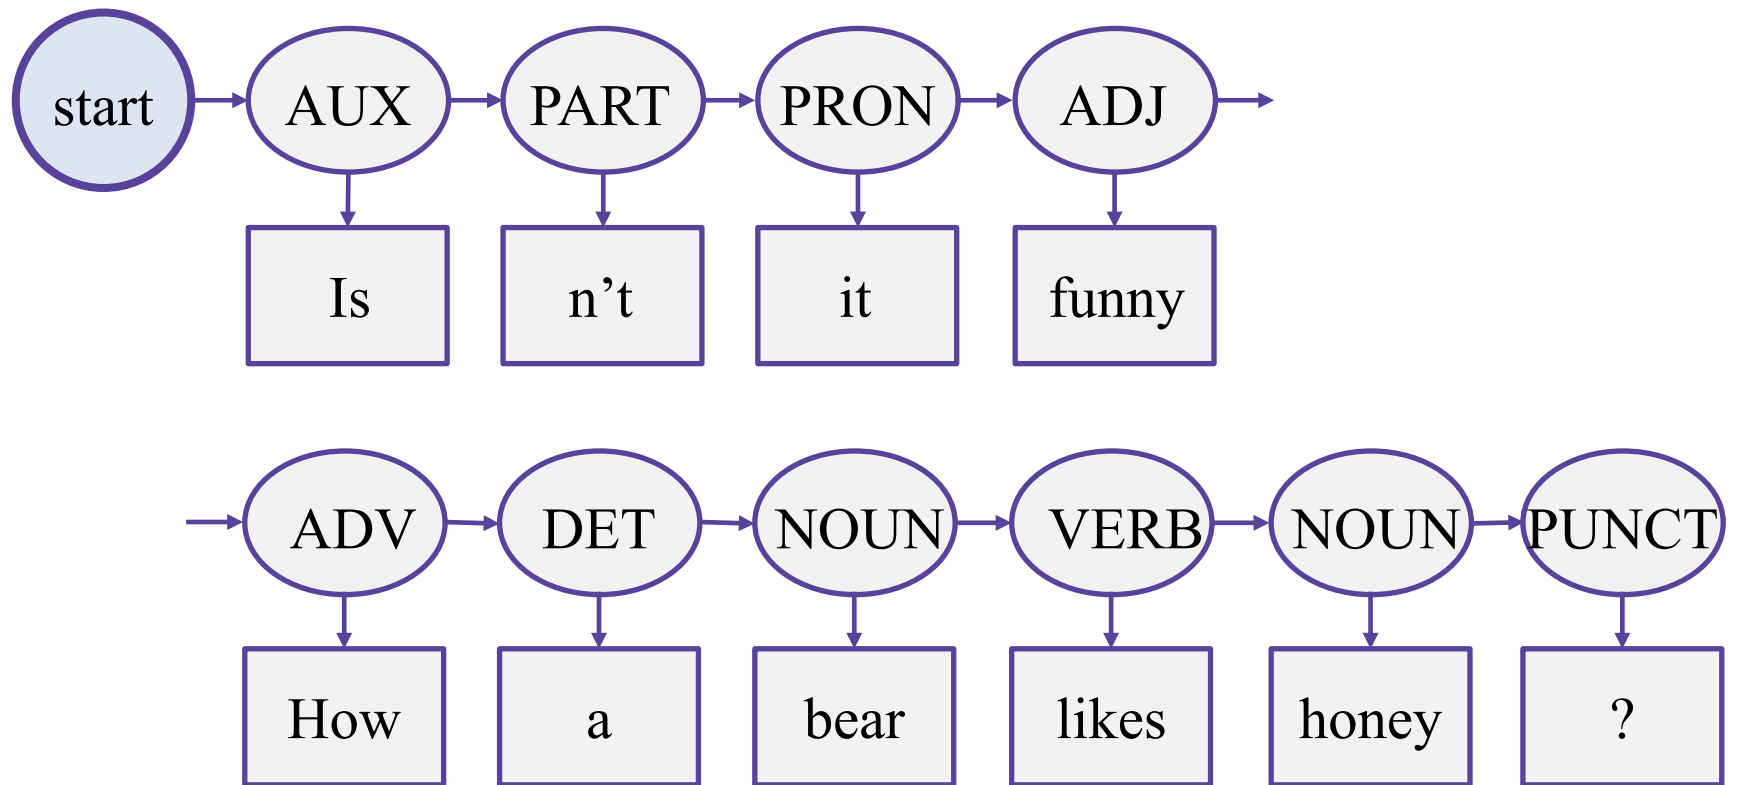 start AUX PART PRON ADJ
Is n’t it funny
ADV DET NOUN VERB NOUN PUNCT
How a bear likes honey ?